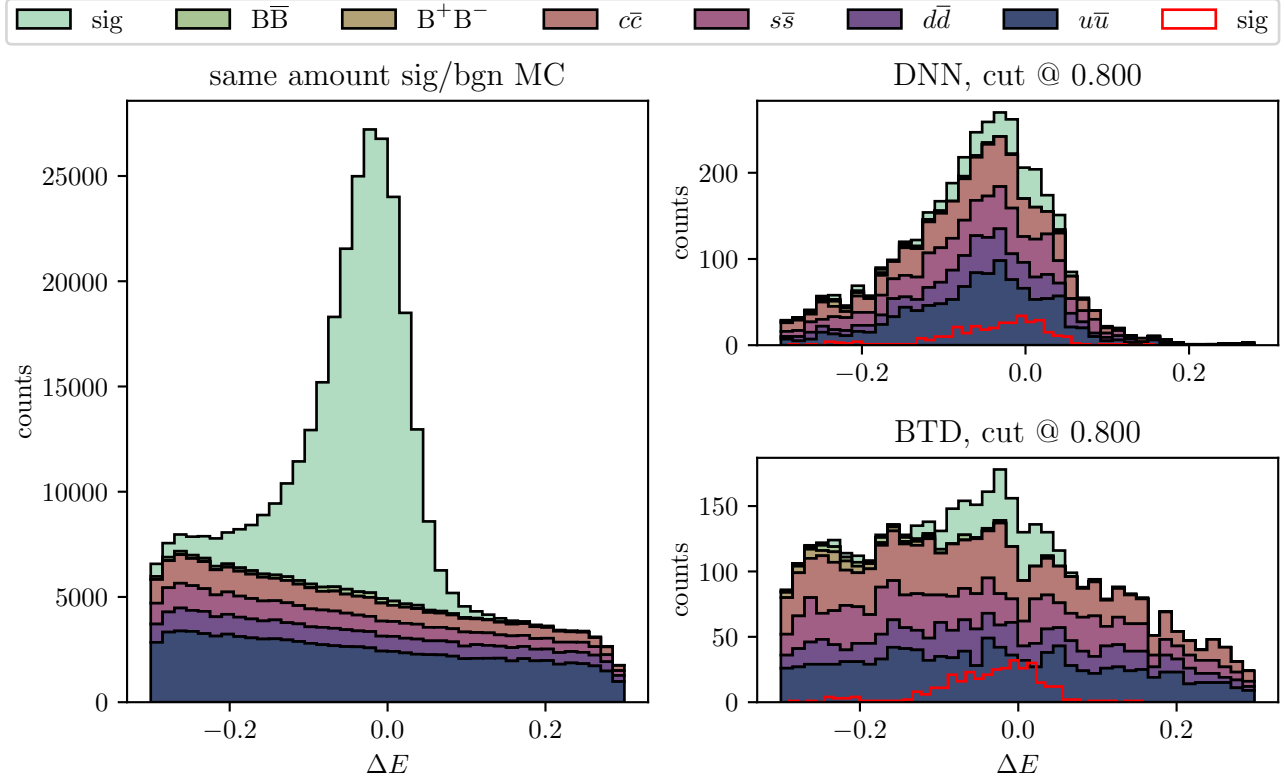 sig BB̅ B⁺B⁻ cc̅ ss̅ dd̅ uu̅ sig
same amount sig/bgn MC
counts
25000
20000
15000
10000
5000
0
−0.2 0.0 0.2
ΔE
DNN, cut @ 0.800
counts
200
100
0
−0.2 0.0 0.2
BTD, cut @ 0.800
counts
150
100
50
0
−0.2 0.0 0.2
ΔE